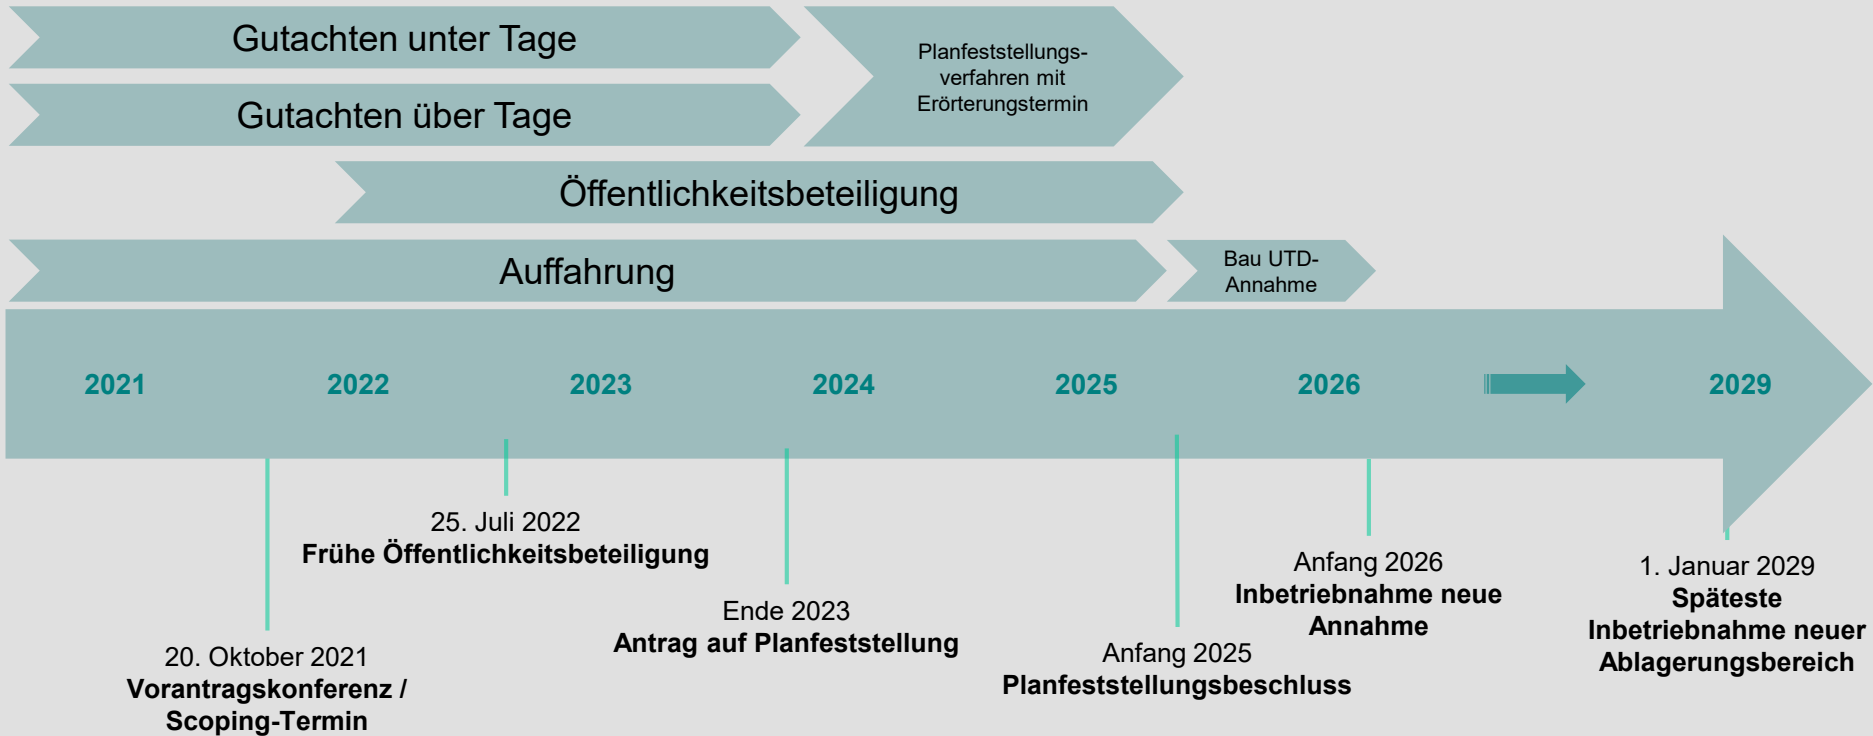 Gutachten unter Tage
Gutachten über Tage
Planfeststellungs-
verfahren mit
Erörterungstermin
Öffentlichkeitsbeteiligung
Auffahrung
Bau UTD-
Annahme
2021
2022
2023
2024
2025
2026
2029
20. Oktober 2021
Vorantragskonferenz /
Scoping-Termin
25. Juli 2022
Frühe Öffentlichkeitsbeteiligung
Ende 2023
Antrag auf Planfeststellung
Anfang 2025
Planfeststellungsbeschluss
Anfang 2026
Inbetriebnahme neue
Annahme
1. Januar 2029
Späteste
Inbetriebnahme neuer
Ablagerungsbereich